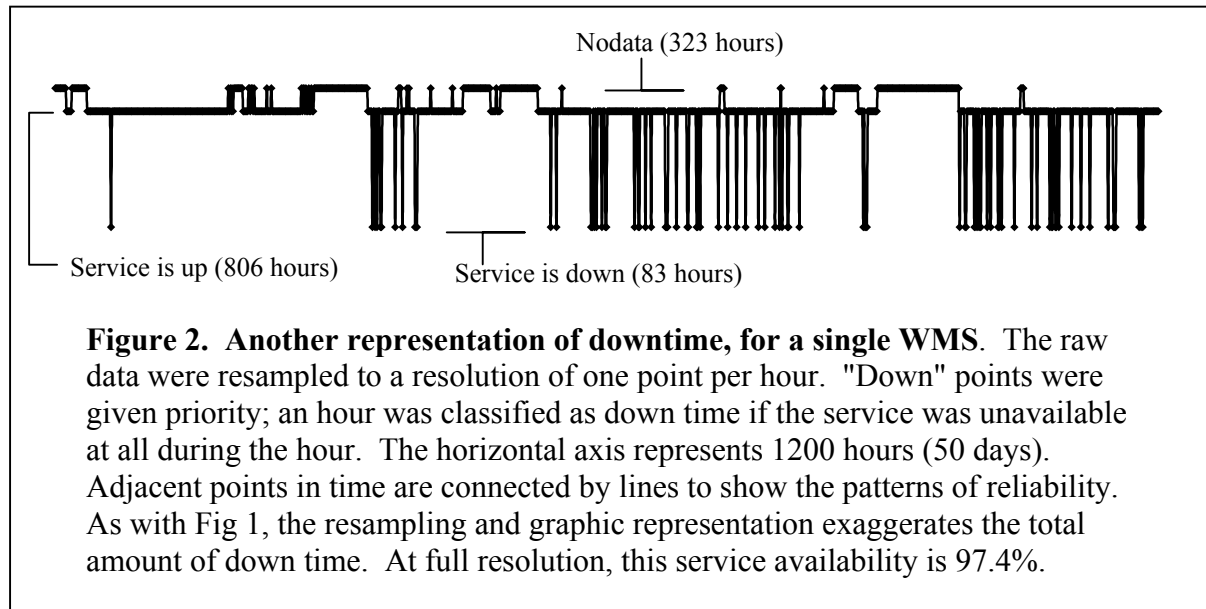 Nodata (323 hours)
Service is up (806 hours)
Service is down (83 hours)
Figure 2.  Another representation of downtime, for a single WMS.  The raw
data were resampled to a resolution of one point per hour.  "Down" points were
given priority; an hour was classified as down time if the service was unavailable
at all during the hour.  The horizontal axis represents 1200 hours (50 days).
Adjacent points in time are connected by lines to show the patterns of reliability.
As with Fig 1, the resampling and graphic representation exaggerates the total
amount of down time.  At full resolution, this service availability is 97.4%.